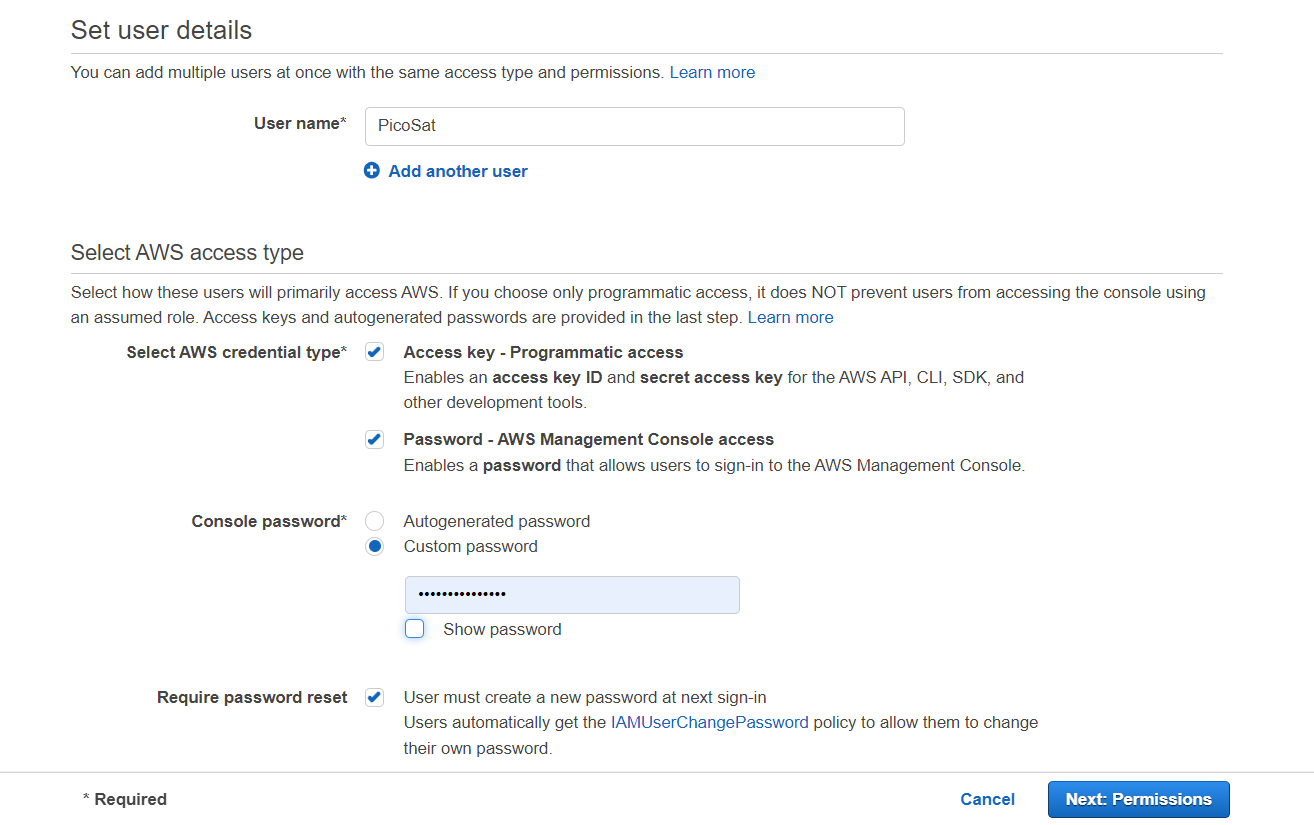 Set user details
You can add multiple users at once with the same access type and permissions. Learn more
User name* PicoSat
Add another user
Select AWS access type
Select how these users will primarily access AWS. If you choose only programmatic access, it does NOT prevent users from accessing the console using
an assumed role. Access keys and autogenerated passwords are provided in the last step. Learn more
Select AWS credential type* Access key - Programmatic access
Enables an access key ID and secret access key for the AWS API, CLI, SDK, and
other development tools.
Password - AWS Management Console access
Enables a password that allows users to sign-in to the AWS Management Console.
Console password* Autogenerated password
Custom password
•••••••••••••••
Show password
Require password reset User must create a new password at next sign-in
Users automatically get the IAMUserChangePassword policy to allow them to change
their own password.
* Required Cancel Next: Permissions